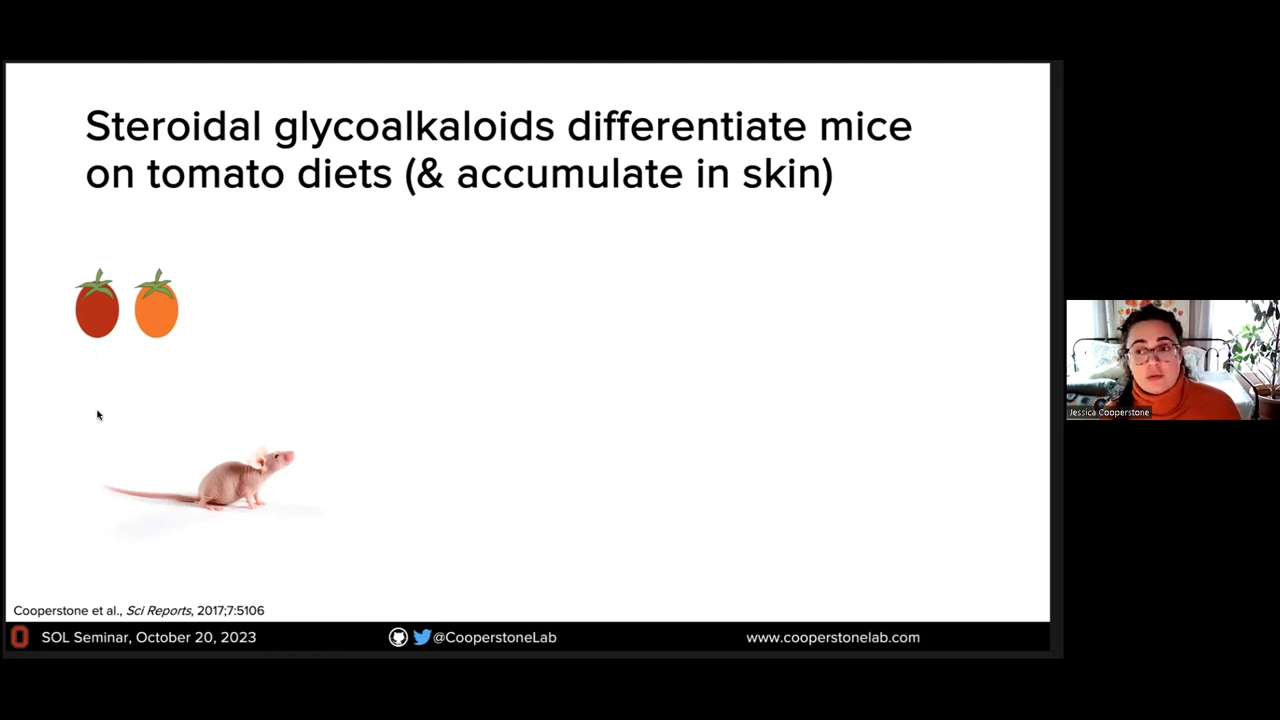 Steroidal glycoalkaloids differentiate mice
on tomato diets (& accumulate in skin)
Jessica Cooperstone
Cooperstone et al., Sci Reports, 2017;7:5106
SOL Seminar, October 20, 2023
@CooperstoneLab
www.cooperstonelab.com